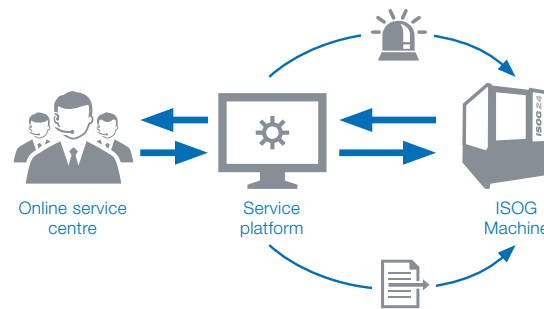 ISOG 24
Online service
centre
Service
platform
ISOG
Machine